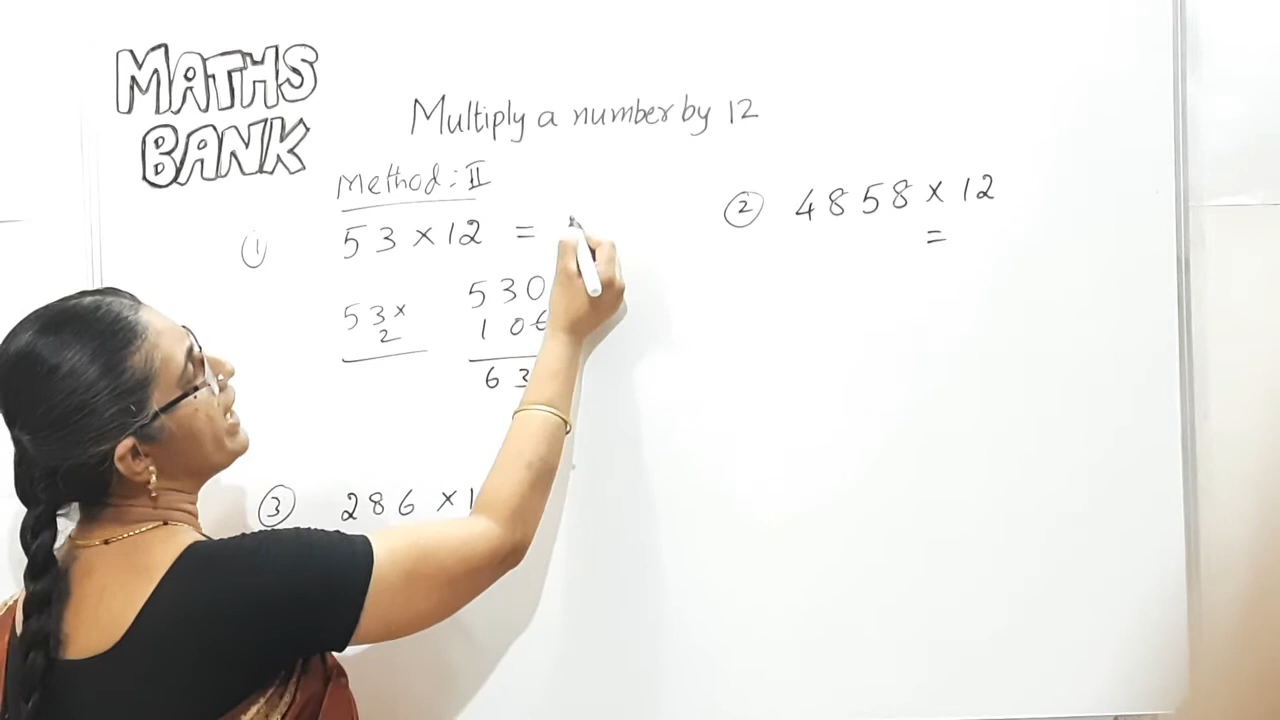 MATHS
BANK
Multiply a number by 12
Method: II
① 53 × 12 =
53 ×
2
530
106
63
② 4858 × 12
=
③ 286 × 1